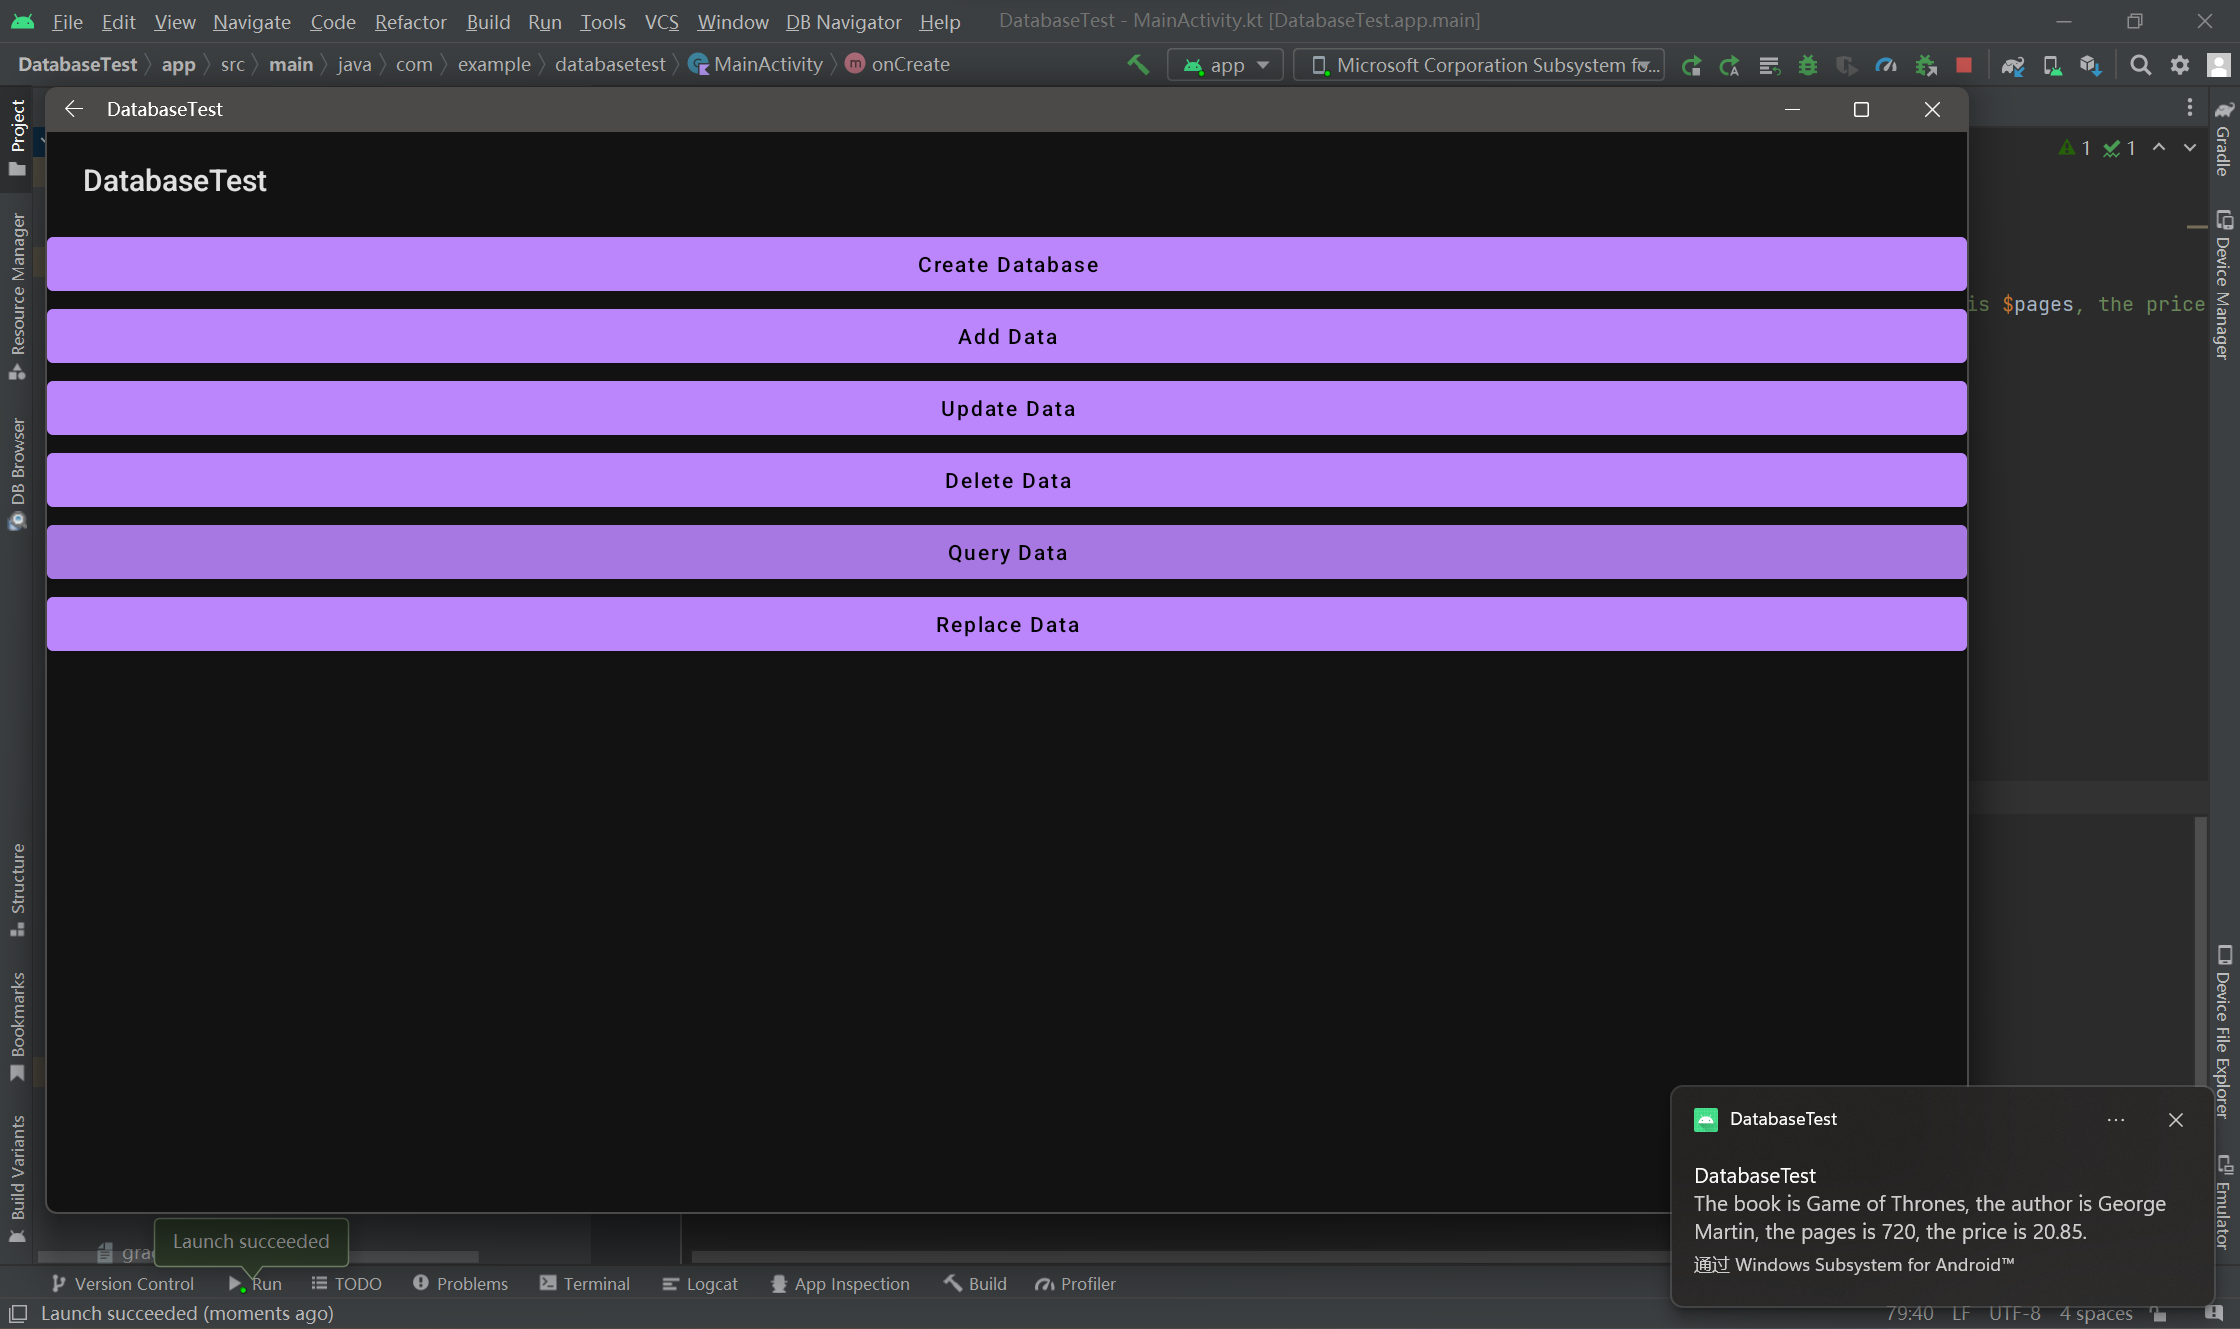 File Edit View Navigate Code Refactor Build Run Tools VCS Window DB Navigator Help DatabaseTest - MainActivity.kt [DatabaseTest.app.main]
DatabaseTest app src main java com example databasetest MainActivity onCreate app Microsoft Corporation Subsystem fo...
Project
Resource Manager
DB Browser
Structure
Bookmarks
Build Variants
DatabaseTest
DatabaseTest
Create Database
Add Data
Update Data
Delete Data
Query Data
Replace Data
1 1
is $pages, the price
Gradle
Device Manager
Device File Explorer
Emulator
DatabaseTest
DatabaseTest
The book is Game of Thrones, the author is George
Martin, the pages is 720, the price is 20.85.
通过 Windows Subsystem for Android™
Launch succeeded
Version Control Run TODO Problems Terminal Logcat App Inspection Build Profiler
Launch succeeded (moments ago) 79:40 LF UTF-8 4 spaces